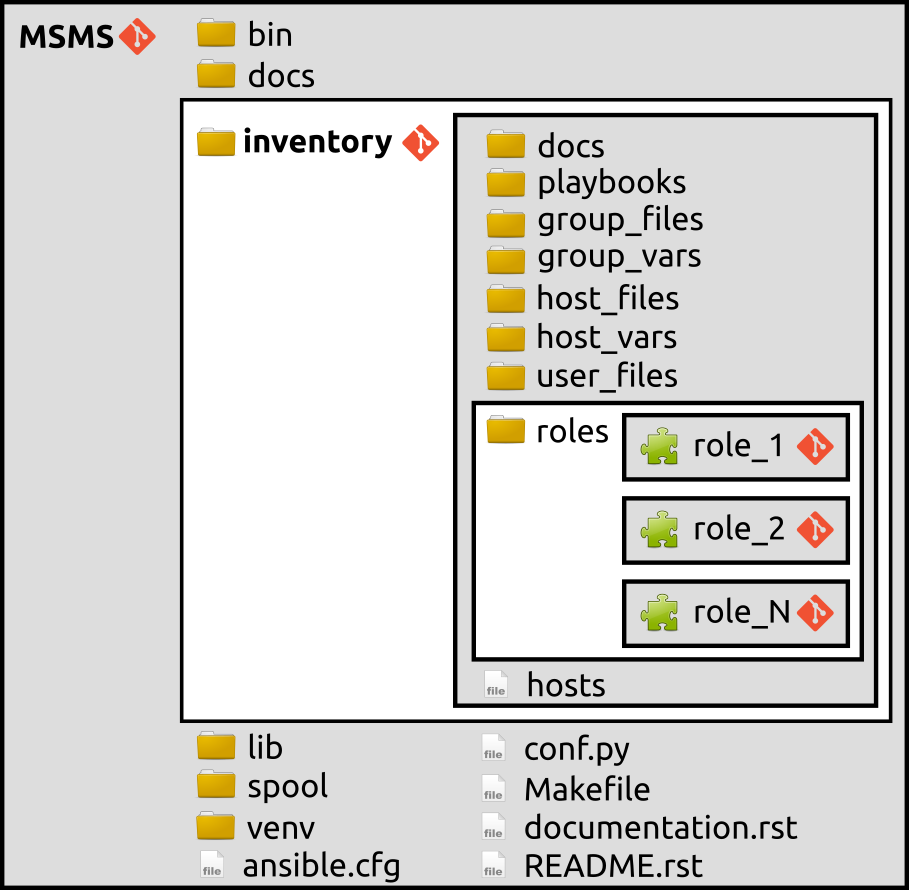 MSMS
bin
docs
inventory
docs
playbooks
group_files
group_vars
host_files
host_vars
user_files
roles
role_1
role_2
role_N
file hosts
lib
spool
venv
file ansible.cfg
file conf.py
file Makefile
file documentation.rst
file README.rst